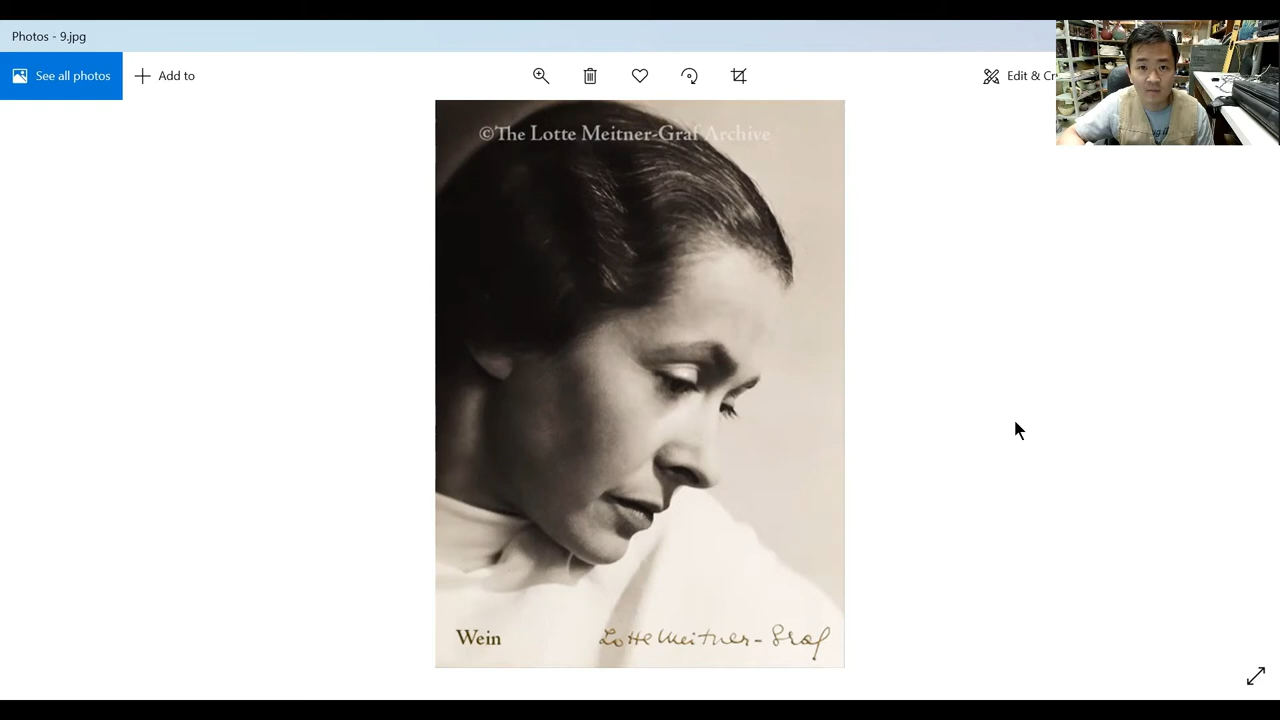 Photos - 9.jpg
See all photos
Add to
Edit & Cr
©The Lotte Meitner-Graf Archive
Wein
Lotte Meitner-Graf